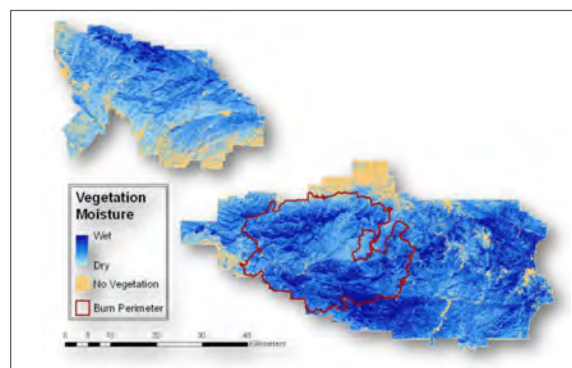 Vegetation
Moisture
Wet
Dry
No Vegetation
Burn Perimeter
0 5 10 20 30 40
Kilometers